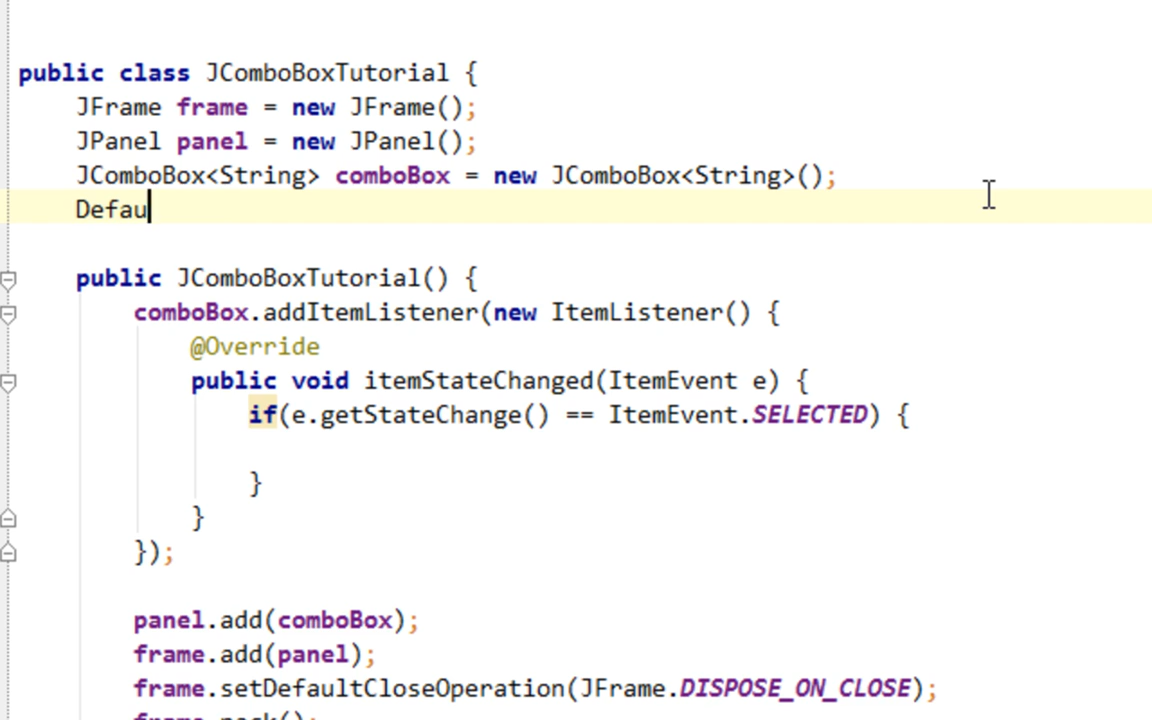 public class JComboBoxTutorial {
JFrame frame = new JFrame();
JPanel panel = new JPanel();
JComboBox<String> comboBox = new JComboBox<String>();
Defau
public JComboBoxTutorial() {
comboBox.addItemListener(new ItemListener() {
@Override
public void itemStateChanged(ItemEvent e) {
if(e.getStateChange() == ItemEvent.SELECTED) {
}
}
});
panel.add(comboBox);
frame.add(panel);
frame.setDefaultCloseOperation(JFrame.DISPOSE_ON_CLOSE);
frame.pack();